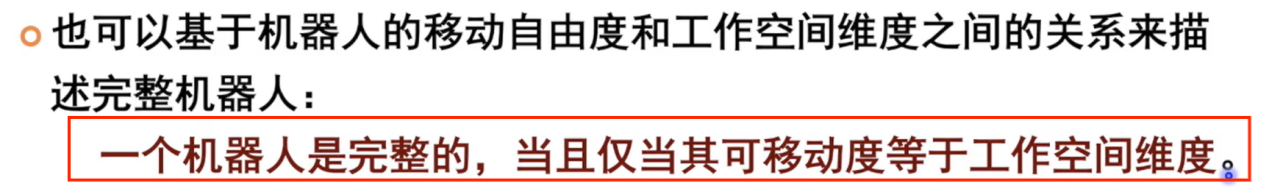 也可以基于机器人的移动自由度和工作空间维度之间的关系来描
述完整机器人：
一个机器人是完整的，当且仅当其可移动度等于工作空间维度。